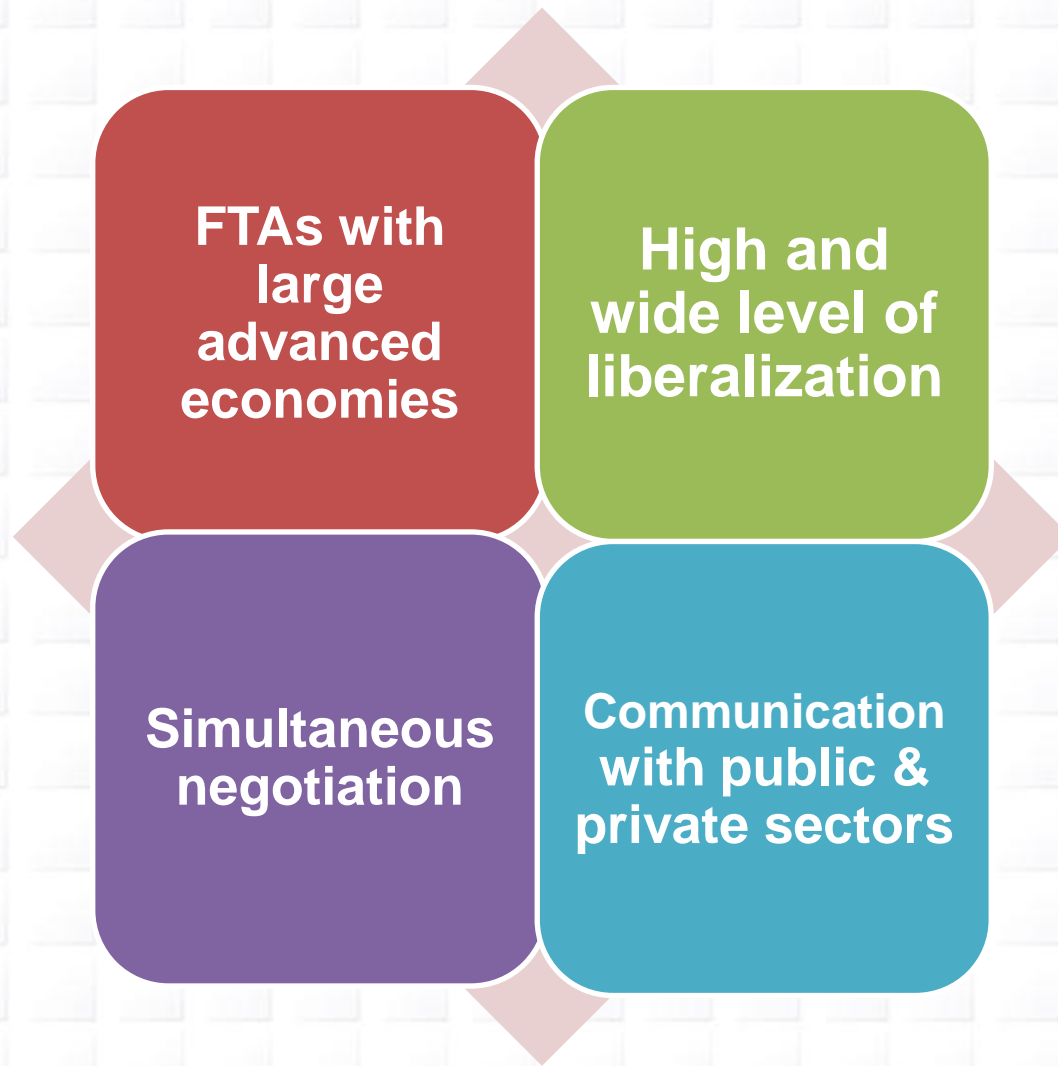 FTAs with
large
advanced
economies
High and
wide level of
liberalization
Simultaneous
negotiation
Communication
with public &
private sectors